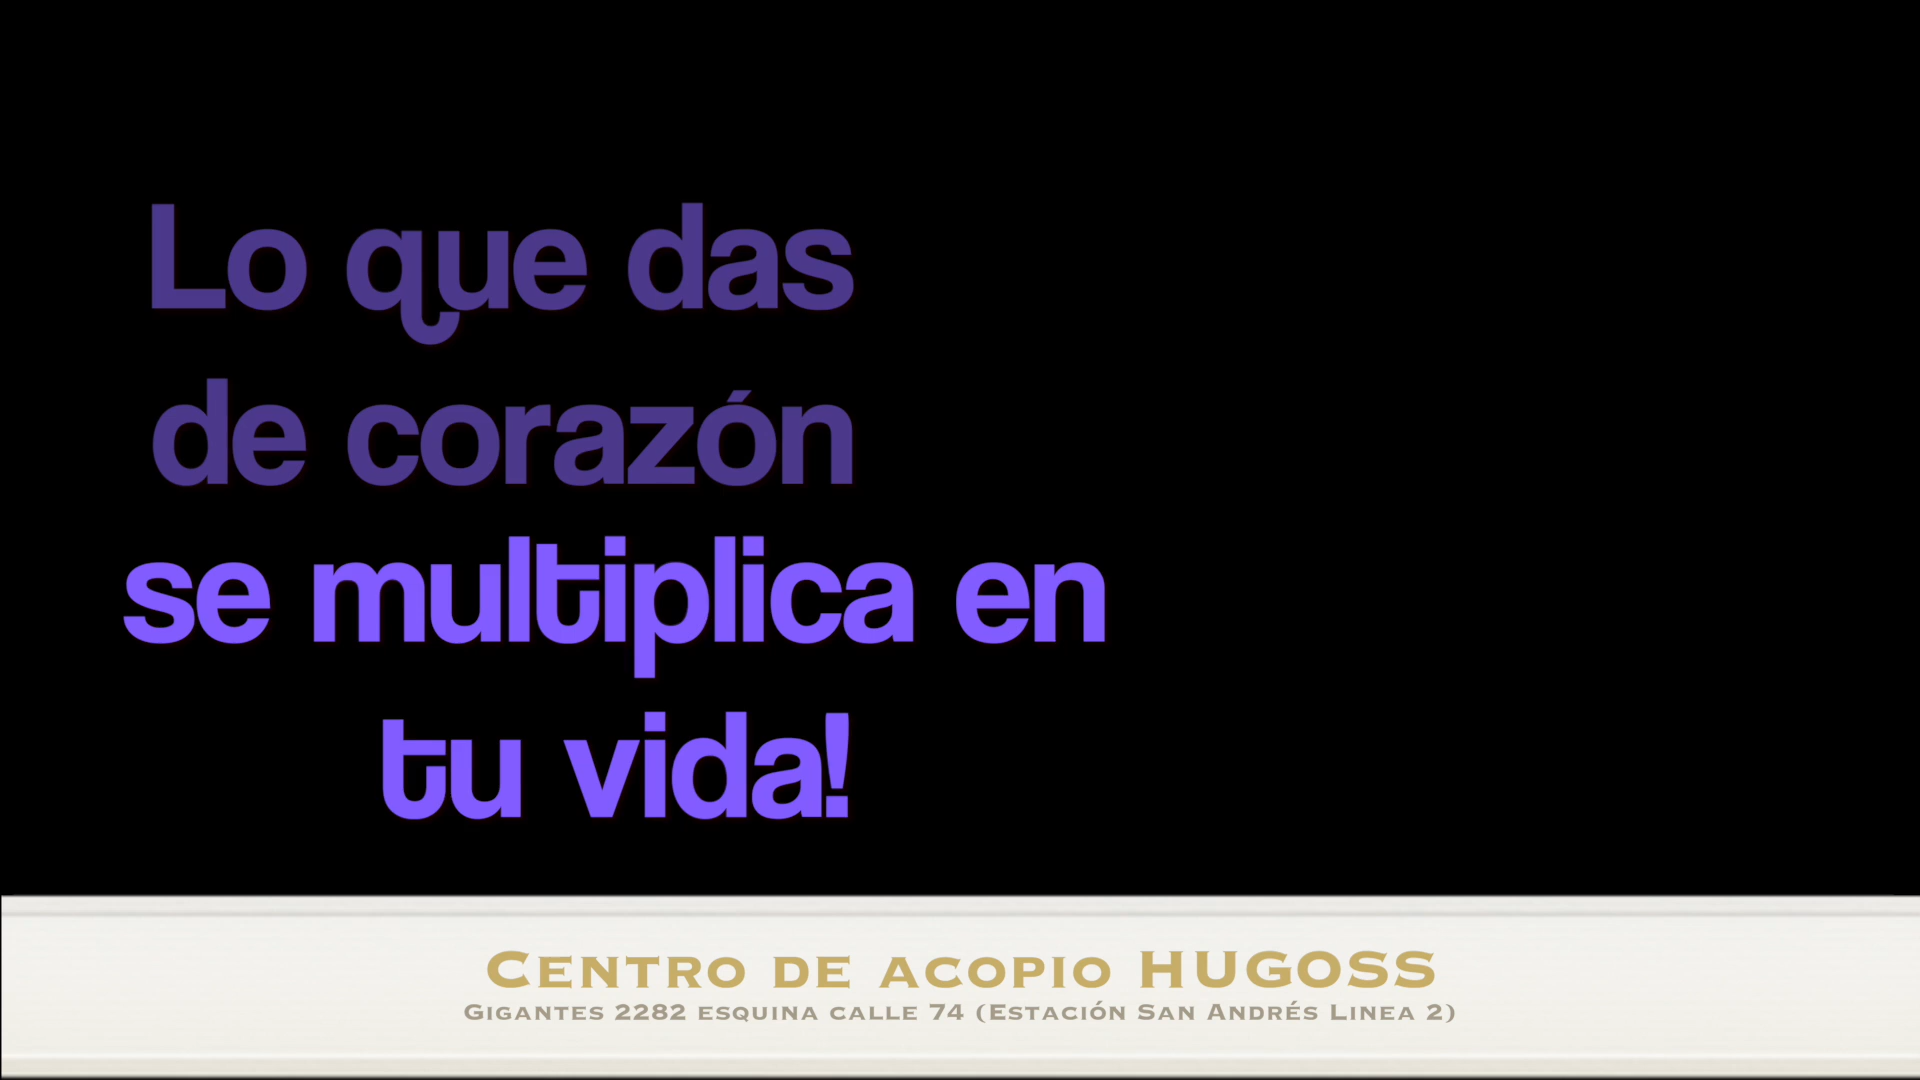 Lo que das
de corazón
se multiplica en
tu vida!
Centro de acopio HUGOSS
Gigantes 2282 esquina calle 74 (Estación San Andrés Linea 2)